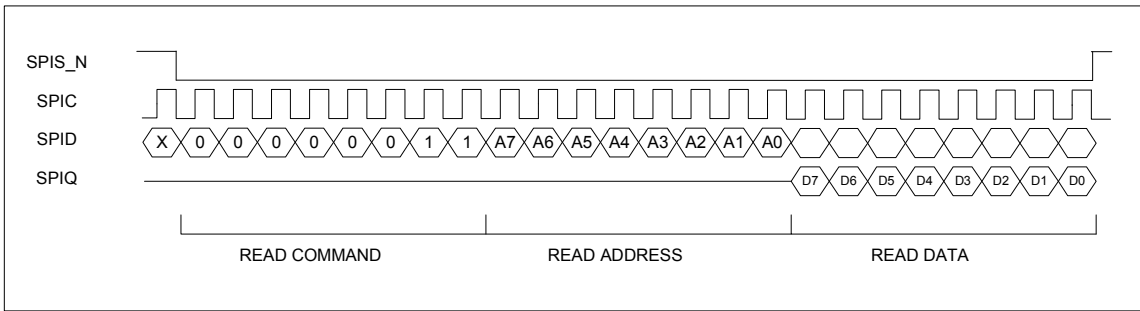 SPIS_N
SPIC
SPID X 0 0 0 0 0 0 1 1 A7 A6 A5 A4 A3 A2 A1 A0
SPIQ D7 D6 D5 D4 D3 D2 D1 D0
READ COMMAND READ ADDRESS READ DATA